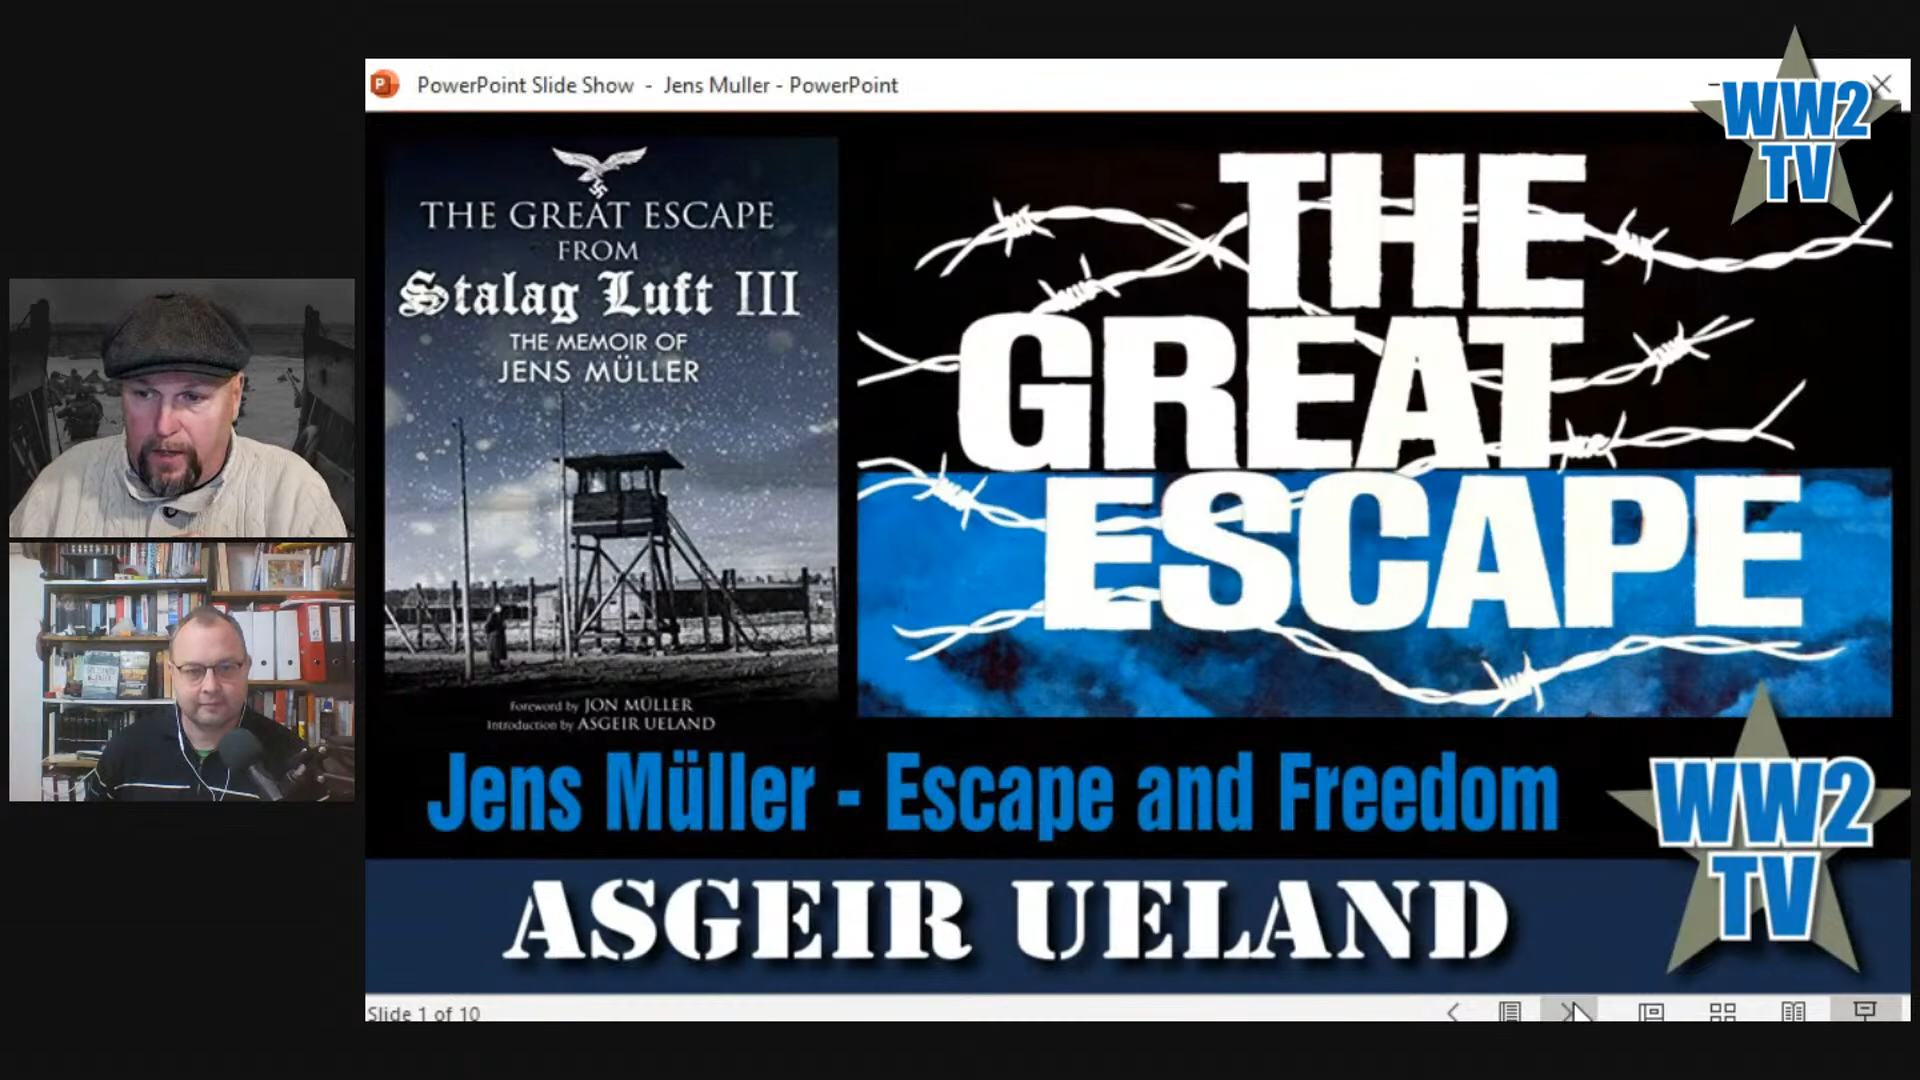 PowerPoint Slide Show - Jens Muller - PowerPoint
WW2
TV
THE GREAT ESCAPE
FROM
Stalag Luft III
THE MEMOIR OF
JENS MÜLLER
Foreword by JON MÜLLER
Introduction by ASGEIR UELAND
THE
GREAT
ESCAPE
Jens Müller - Escape and Freedom
WW2
TV
ASGEIR UELAND
Slide 1 of 10